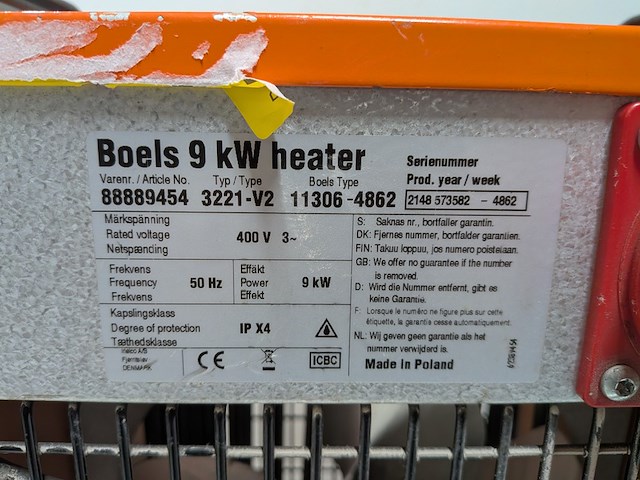 Boels 9 kW heater
Varenr. / Article No. Typ / Type Boels Type
88889454 3221-V2 11306 -4862
Serienummer
Prod. year / week
2148 573582 - 4862
Märkspänning
Rated voltage 400 V 3~
Netspænding
Frekvens
Frequency 50 Hz
Frekvens
Effäkt
Power 9 kW
Effekt
Kapslingsklass
Degree of protection IP X4
Tæthedsklasse
Inelco A/S
Fjerritslev
DENMARK
CE
ICBC
S: Saknas nr., bortfaller garantin.
DK: Fjernes nummer, bortfalder garantien.
FIN: Takuu loppuu, jos numero poistetaan.
GB: We offer no guarantee if the number
is removed.
D: Wird die Nummer entfernt, gibt es
keine Garantie.
F: Lorsque le numéro ne figure plus sur cette
étiquette, la garantie cesse automatiquement.
NL: Wij geven geen garantie als het
nummer verwijderd is.
Made in Poland